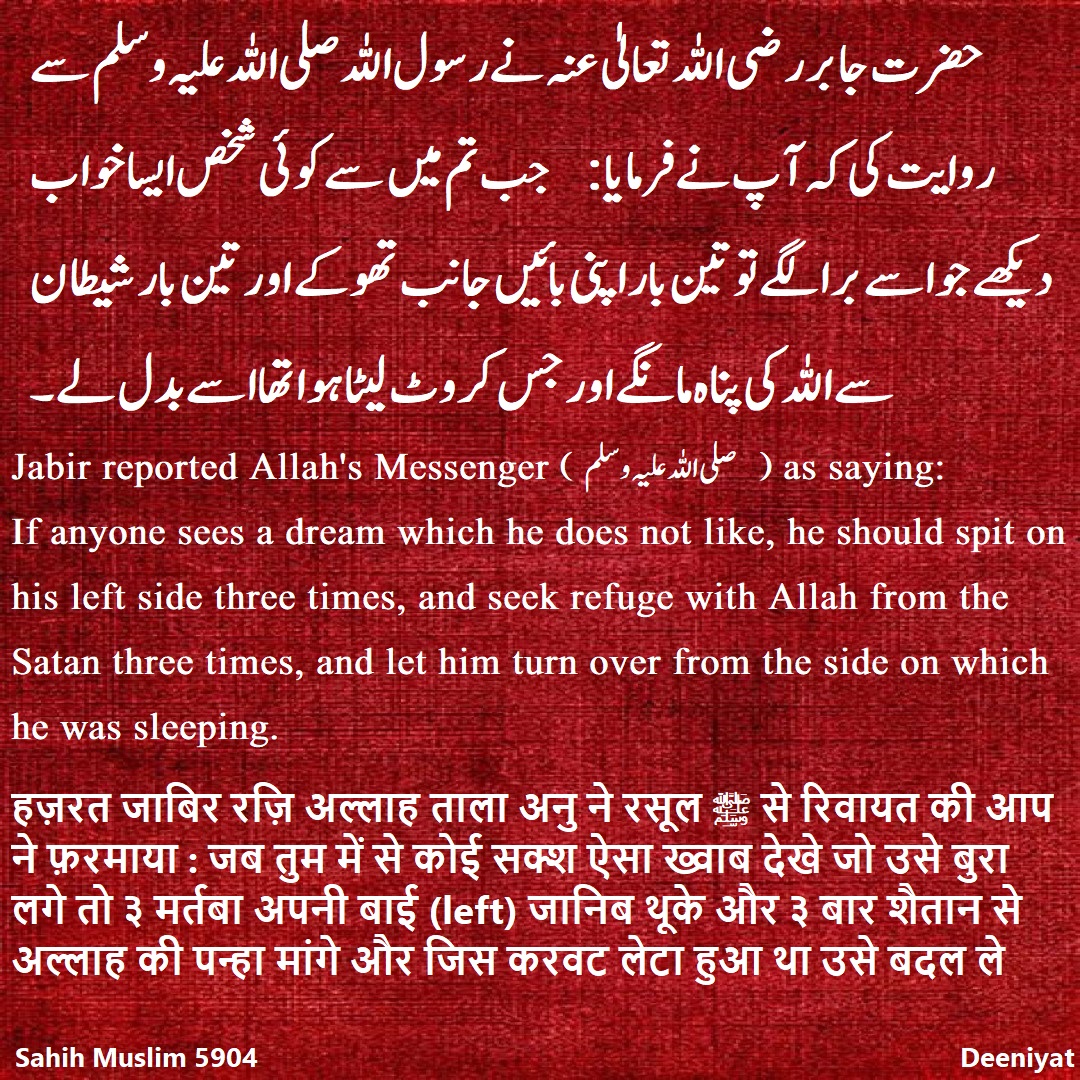 حضرت جابر رضی اللہ تعالٰی عنہ نے رسول اللہ صلی اللہ علیہ وسلم سے
روایت کی کہ آپ نے فرمایا: جب تم میں سے کوئی شخص ایسا خواب
دیکھے جو اسے برا لگے تو تین بار اپنی بائیں جانب تھوکے اور تین بار شیطان
سے اللہ کی پناہ مانگے اور جس کروٹ لیٹا ہوا تھا اسے بدل لے۔
Jabir reported Allah's Messenger ( صلی اللہ علیہ وسلم ) as saying:
If anyone sees a dream which he does not like, he should spit on
his left side three times, and seek refuge with Allah from the
Satan three times, and let him turn over from the side on which
he was sleeping.
हज़रत जाबिर रज़ि अल्लाह ताला अनु ने रसूल ﷺ से रिवायत की आप
ने फ़रमाया : जब तुम में से कोई सक्श ऐसा ख्वाब देखे जो उसे बुरा
लगे तो ३ मर्तबा अपनी बाई (left) जानिब थूके और ३ बार शैतान से
अल्लाह की पन्हा मांगे और जिस करवट लेटा हुआ था उसे बदल ले
Sahih Muslim 5904
Deeniyat